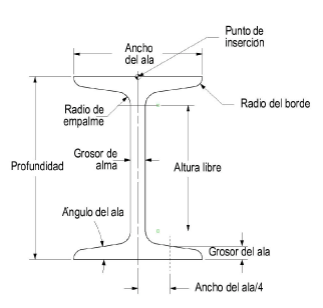 Punto de
inserción
Ancho
del ala
Radio de
empalme
Radio del borde
Grosor de
alma
Profundidad
Altura libre
Ángulo del ala
Grosor del ala
Ancho del ala/4